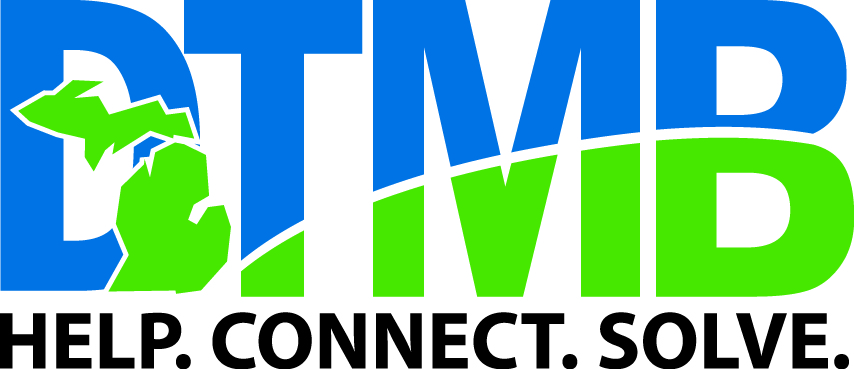 DTMB
HELP. CONNECT. SOLVE.